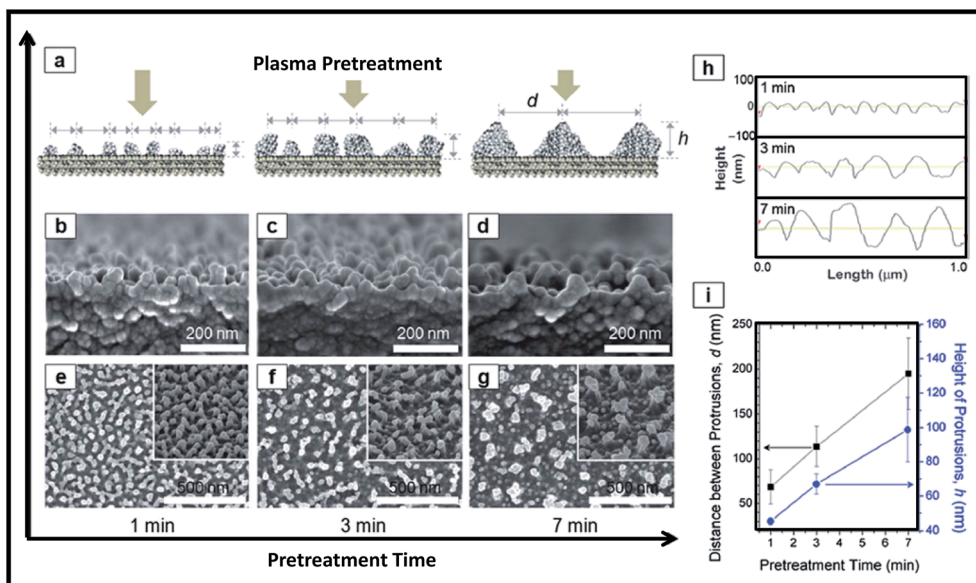 a
Plasma Pretreatment
d
h
b
c
d
200 nm
200 nm
200 nm
e
f
g
500 nm
500 nm
500 nm
1 min
3 min
7 min
Pretreatment Time
h
100
0
−100
Height
(nm)
1 min
3 min
7 min
0.0
1.0
Length (μm)
i
Distance between Protrusions, d (nm)
250
200
150
100
50
Height of Protrusions, h (nm)
160
140
120
100
80
60
40
1 2 3 4 5 6 7
Pretreatment Time (min)